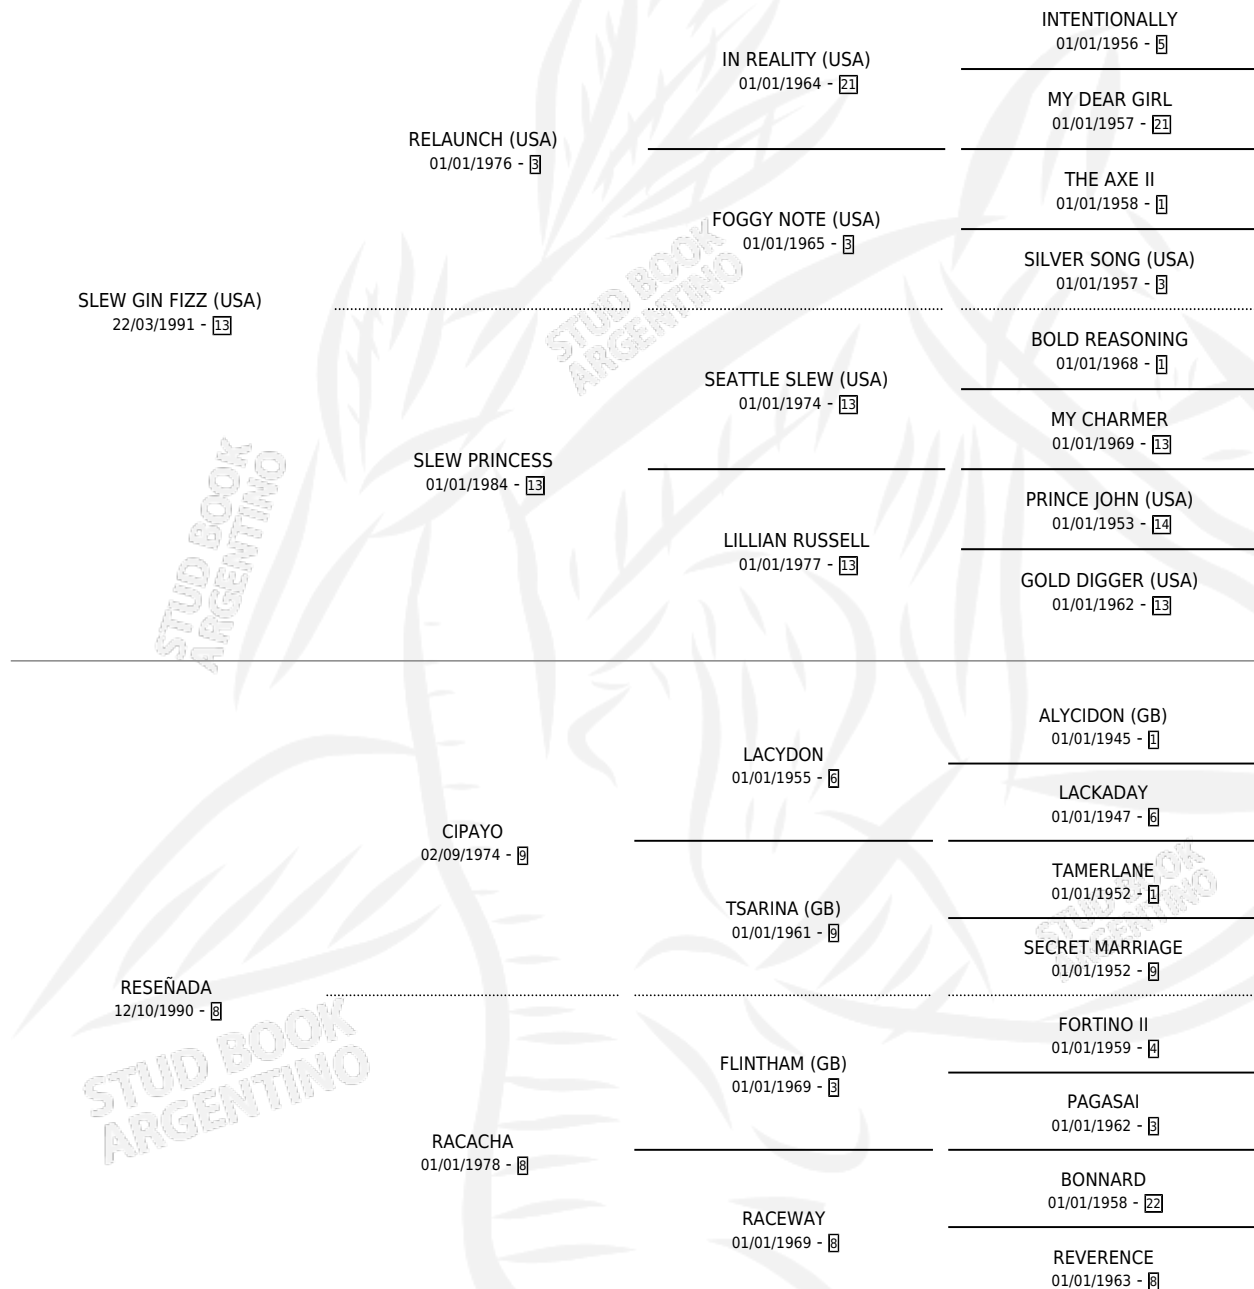 INTENTIONALLY
01/01/1956 - 5
IN REALITY (USA)
01/01/1964 - 21
MY DEAR GIRL
01/01/1957 - 21
RELAUNCH (USA)
01/01/1976 - 3
THE AXE II
01/01/1958 - 1
FOGGY NOTE (USA)
01/01/1965 - 3
SILVER SONG (USA)
01/01/1957 - 3
SLEW GIN FIZZ (USA)
22/03/1991 - 13
BOLD REASONING
01/01/1968 - 1
SEATTLE SLEW (USA)
01/01/1974 - 13
MY CHARMER
01/01/1969 - 13
SLEW PRINCESS
01/01/1984 - 13
PRINCE JOHN (USA)
01/01/1953 - 14
LILLIAN RUSSELL
01/01/1977 - 13
GOLD DIGGER (USA)
01/01/1962 - 13
ALYCIDON (GB)
01/01/1945 - 1
LACYDON
01/01/1955 - 6
LACKADAY
01/01/1947 - 6
CIPAYO
02/09/1974 - 9
TAMERLANE
01/01/1952 - 1
TSARINA (GB)
01/01/1961 - 9
SECRET MARRIAGE
01/01/1952 - 9
RESEÑADA
12/10/1990 - 8
FORTINO II
01/01/1959 - 4
FLINTHAM (GB)
01/01/1969 - 3
PAGASAI
01/01/1962 - 3
RACACHA
01/01/1978 - 8
BONNARD
01/01/1958 - 22
RACEWAY
01/01/1969 - 8
REVERENCE
01/01/1963 - 8
STUD BOOK
ARGENTINO
STUD BOOK
ARGENTINO
STUD BOOK
ARGENTINO
STUD BOOK
ARGENTINO